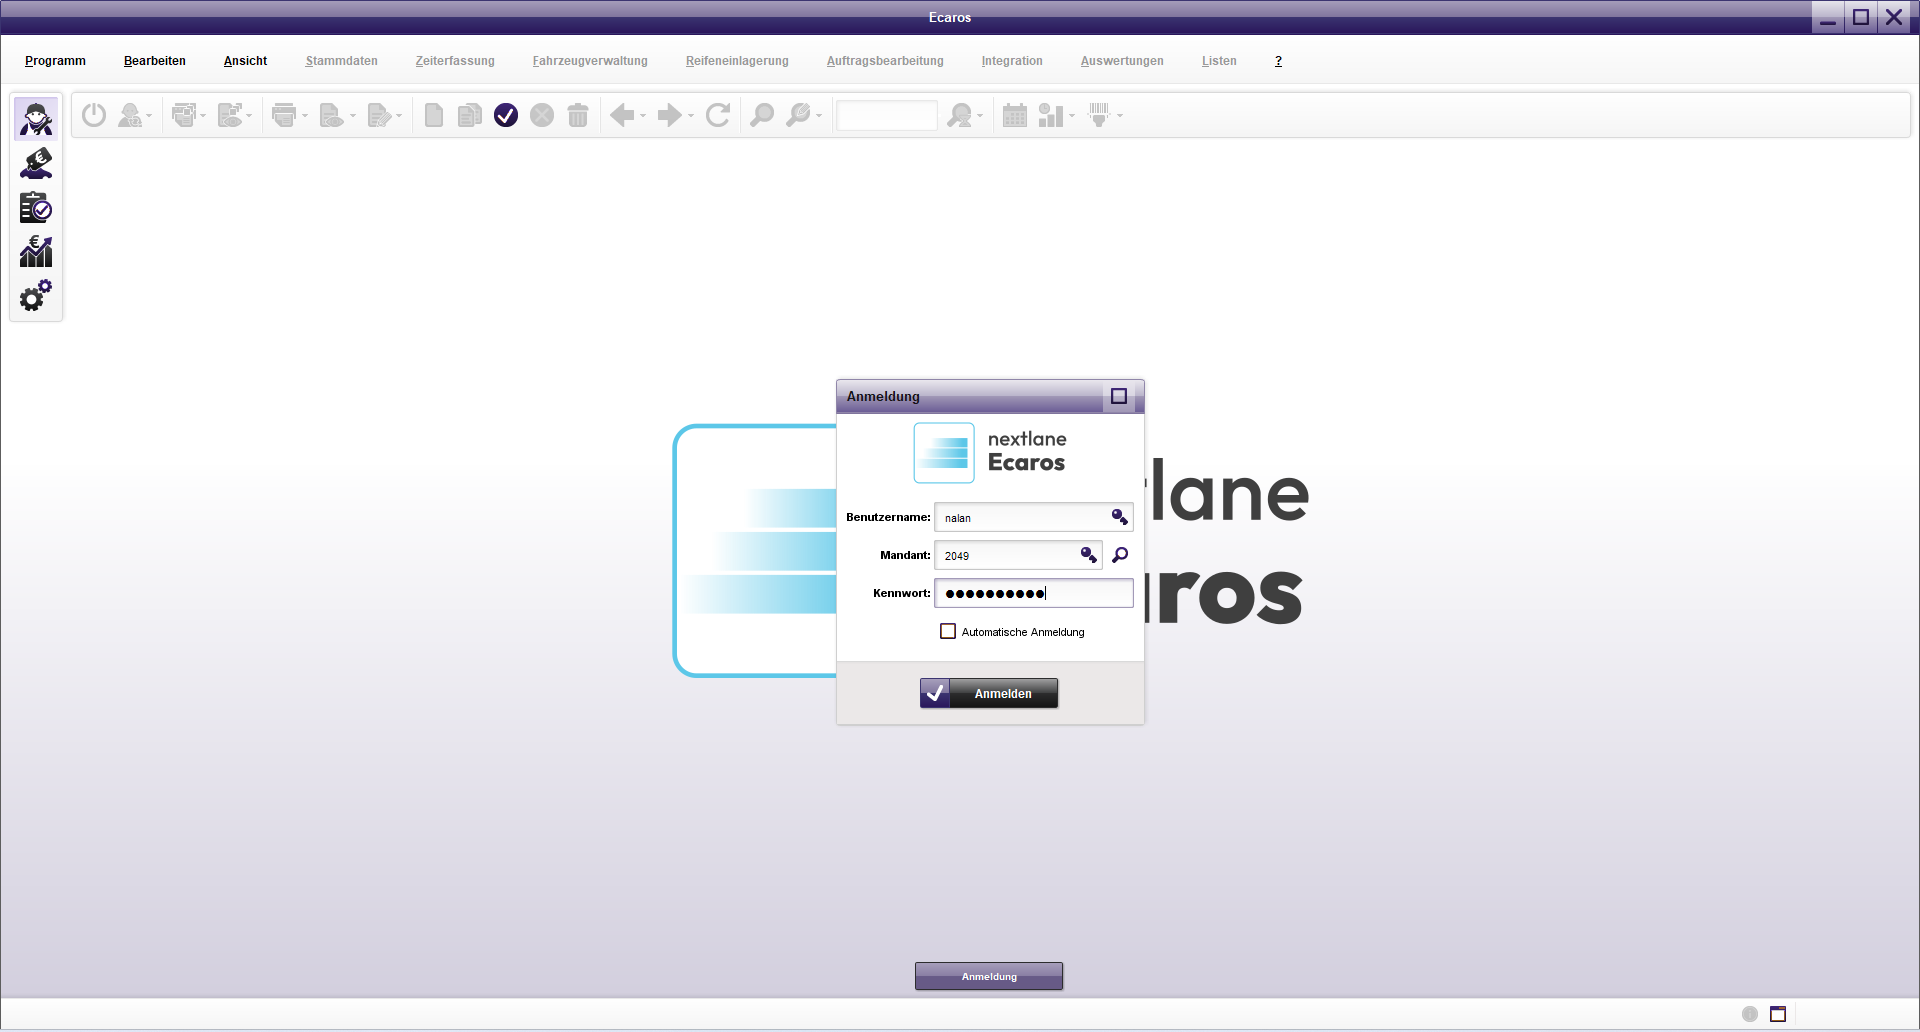 Ecaros
Programm Bearbeiten Ansicht Stammdaten Zeiterfassung Fahrzeugverwaltung Reifeneinlagerung Auftragsbearbeitung Integration Auswertungen Listen ?
Anmeldung
nextlane
Ecaros
lane
ros
Benutzername: nalan
Mandant: 2049
Kennwort: ●●●●●●●●●●
Automatische Anmeldung
Anmelden
Anmeldung